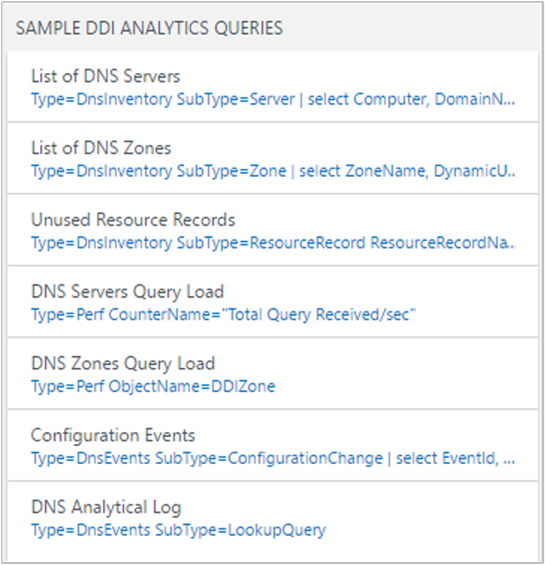 SAMPLE DDI ANALYTICS QUERIES
List of DNS Servers
Type=DnsInventory SubType=Server | select Computer, DomainN...
List of DNS Zones
Type=DnsInventory SubType=Zone | select ZoneName, DynamicU..
Unused Resource Records
Type=DnsInventory SubType=ResourceRecord ResourceRecordNa..
DNS Servers Query Load
Type=Perf CounterName="Total Query Received/sec"
DNS Zones Query Load
Type=Perf ObjectName=DDIZone
Configuration Events
Type=DnsEvents SubType=ConfigurationChange | select EventId, ...
DNS Analytical Log
Type=DnsEvents SubType=LookupQuery